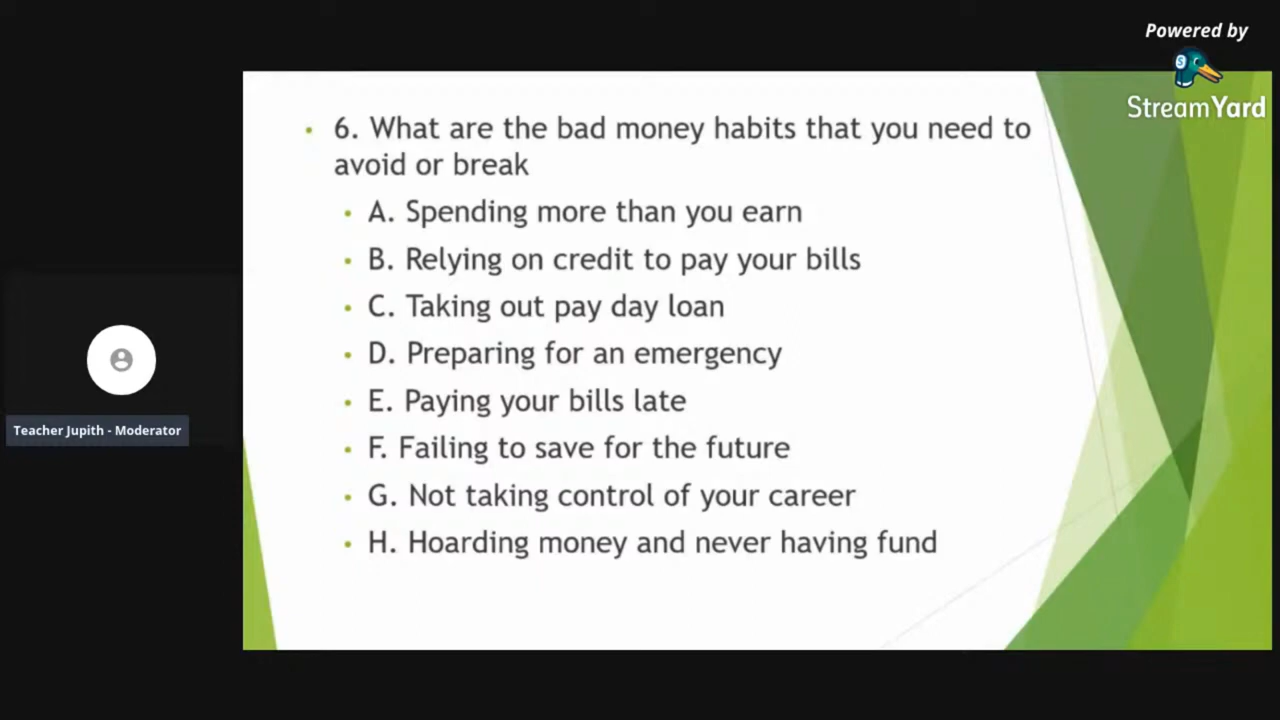 Powered by
StreamYard
6. What are the bad money habits that you need to
avoid or break
A. Spending more than you earn
B. Relying on credit to pay your bills
C. Taking out pay day loan
D. Preparing for an emergency
E. Paying your bills late
F. Failing to save for the future
G. Not taking control of your career
H. Hoarding money and never having fund
Teacher Jupith - Moderator